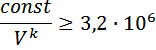 const / V^k ≥ 3,2 · 10^6